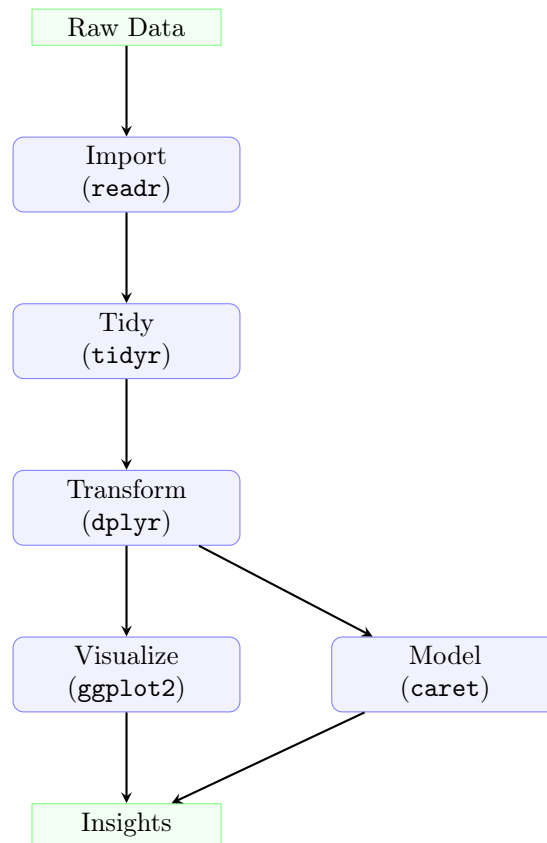 Raw Data
Import
(readr)
Tidy
(tidyr)
Transform
(dplyr)
Visualize
(ggplot2)
Model
(caret)
Insights